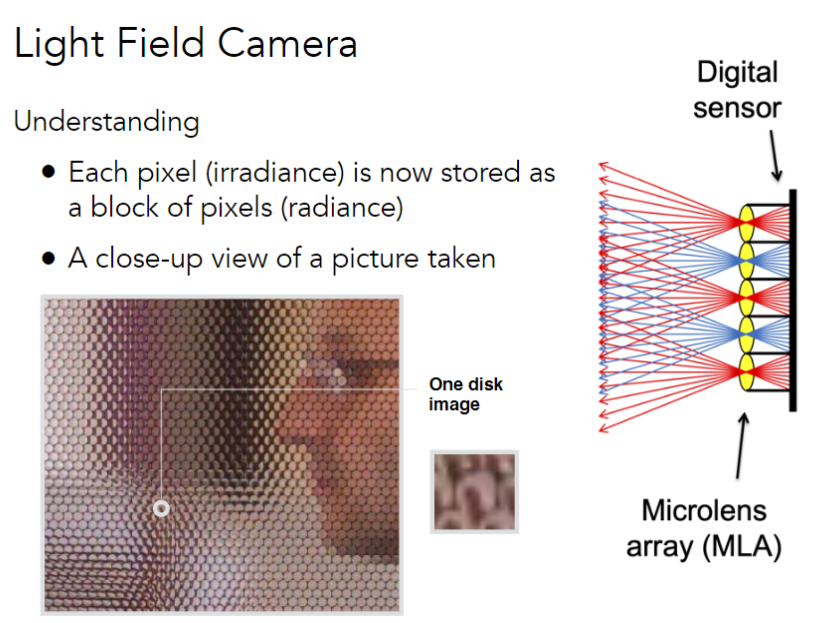 Light Field Camera
Understanding
● Each pixel (irradiance) is now stored as
a block of pixels (radiance)
● A close-up view of a picture taken
One disk
image
Digital
sensor
Microlens
array (MLA)